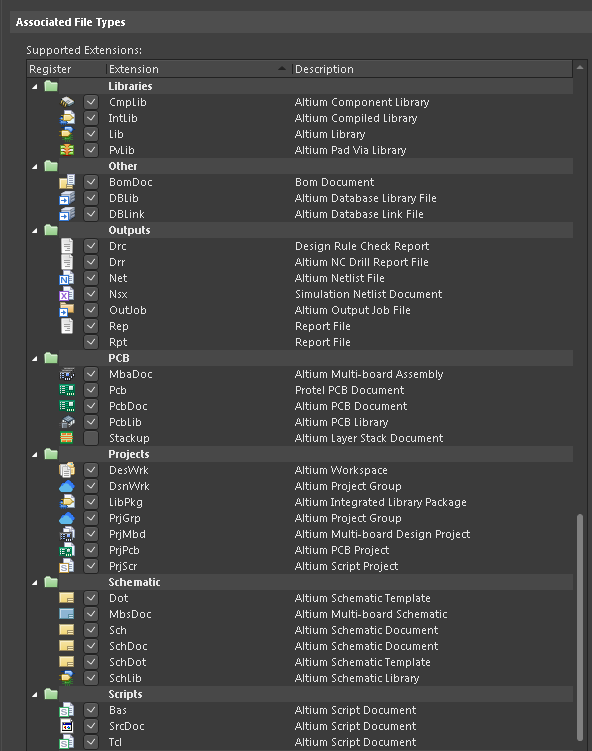 Associated File Types
Supported Extensions:
Register Extension Description
Libraries
CmpLib Altium Component Library
IntLib Altium Compiled Library
Lib Altium Library
PvLib Altium Pad Via Library
Other
BomDoc Bom Document
DBLib Altium Database Library File
DBLink Altium Database Link File
Outputs
Drc Design Rule Check Report
Drr Altium NC Drill Report File
Net Altium Netlist File
Nsx Simulation Netlist Document
OutJob Altium Output Job File
Rep Report File
Rpt Report File
PCB
MbaDoc Altium Multi-board Assembly
Pcb Protel PCB Document
PcbDoc Altium PCB Document
PcbLib Altium PCB Library
Stackup Altium Layer Stack Document
Projects
DesWrk Altium Workspace
DsnWrk Altium Project Group
LibPkg Altium Integrated Library Package
PrjGrp Altium Project Group
PrjMbd Altium Multi-board Design Project
PrjPcb Altium PCB Project
PrjScr Altium Script Project
Schematic
Dot Altium Schematic Template
MbsDoc Altium Multi-board Schematic
Sch Altium Schematic Document
SchDoc Altium Schematic Document
SchDot Altium Schematic Template
SchLib Altium Schematic Library
Scripts
Bas Altium Script Document
SrcDoc Altium Script Document
Tcl Altium Script Document